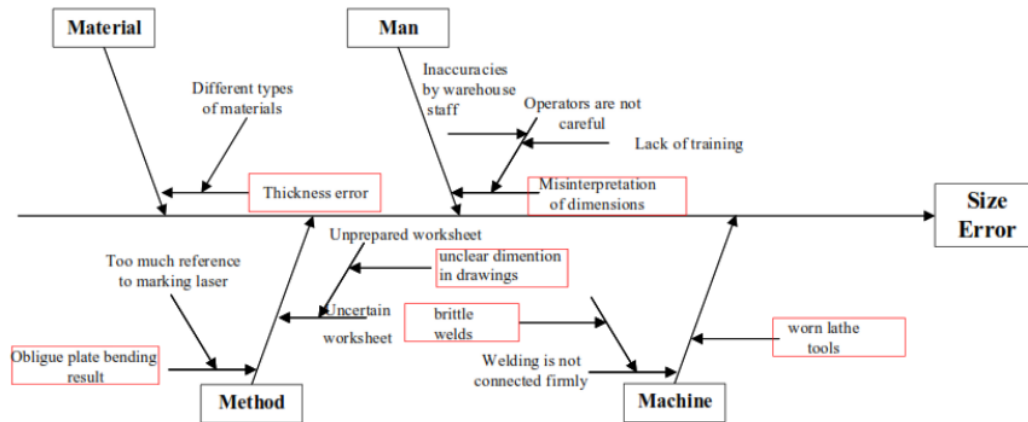 Material
Man
Different types
of materials
Inaccuracies
by warehouse
staff
Operators are not
careful
Lack of training
Thickness error
Misinterpretation
of dimensions
Size
Error
Unprepared worksheet
Too much reference
to marking laser
unclear dimention
in drawings
Uncertain
worksheet
brittle
welds
worn lathe
tools
Obligue plate bending
result
Welding is not
connected firmly
Method
Machine